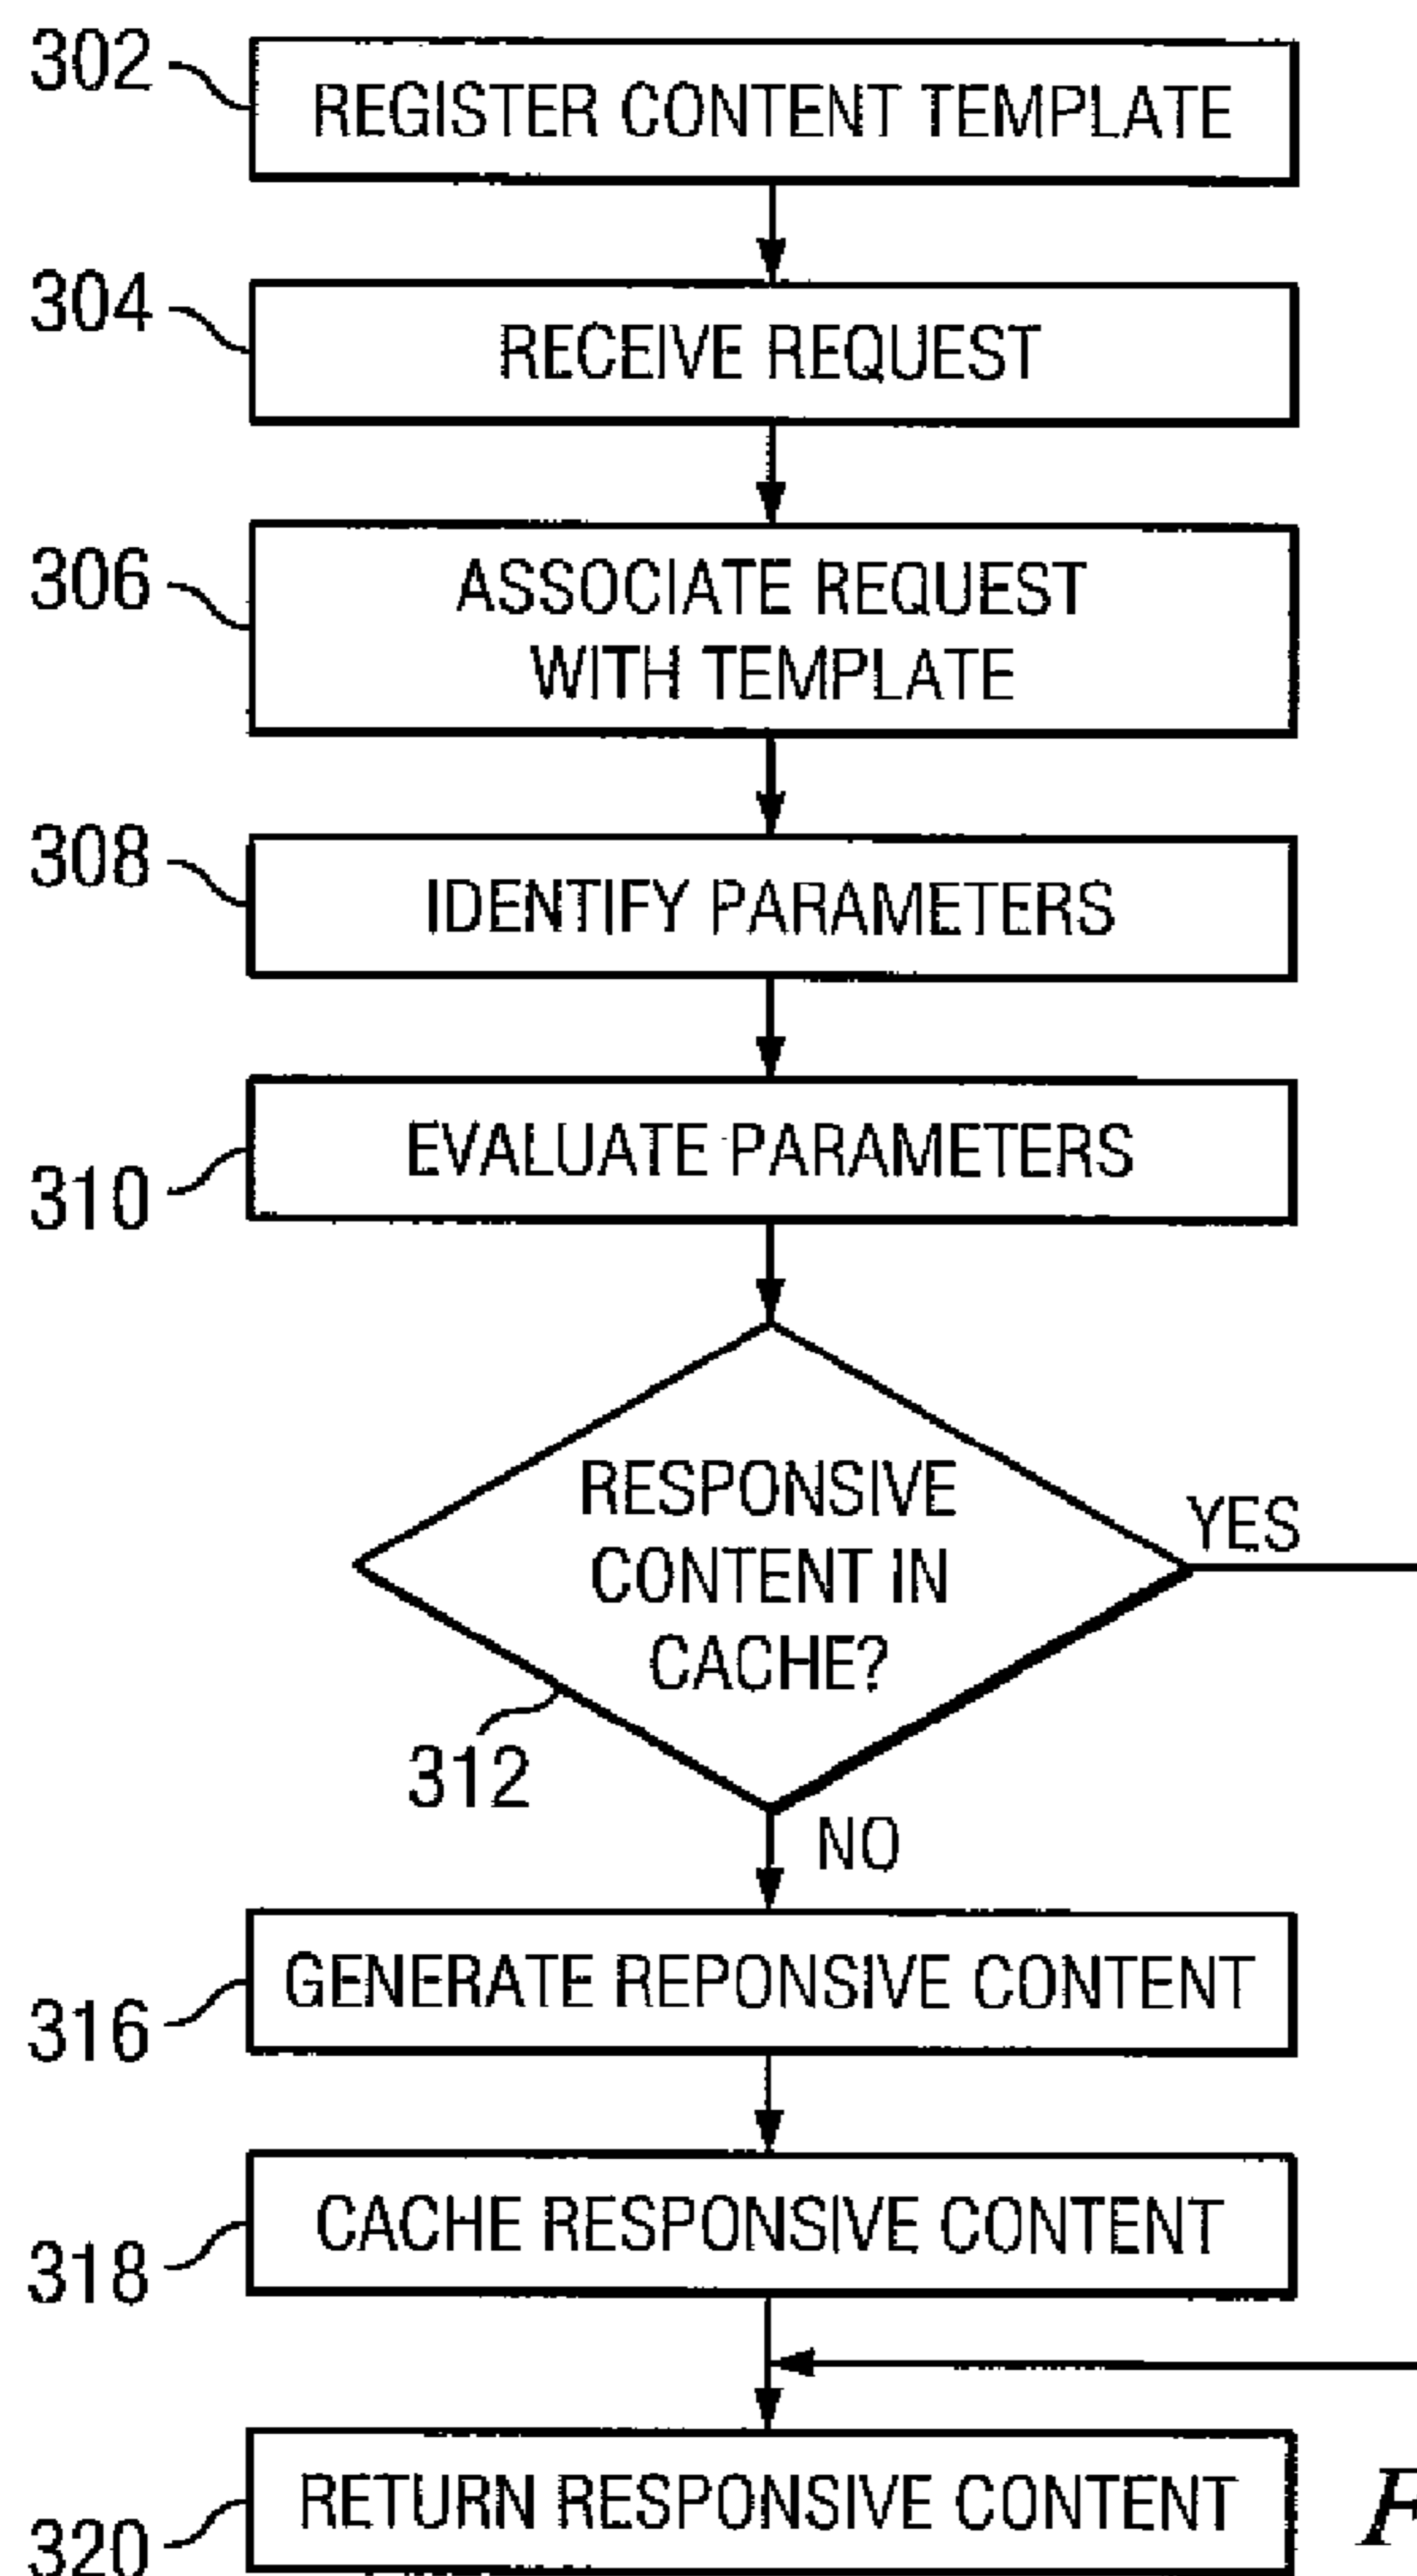 302
REGISTER CONTENT TEMPLATE
304
RECEIVE REQUEST
306
ASSOCIATE REQUEST
WITH TEMPLATE
308
IDENTIFY PARAMETERS
310
EVALUATE PARAMETERS
RESPONSIVE
CONTENT IN
CACHE?
YES
312
NO
316
GENERATE REPONSIVE CONTENT
318
CACHE RESPONSIVE CONTENT
320
RETURN RESPONSIVE CONTENT
F